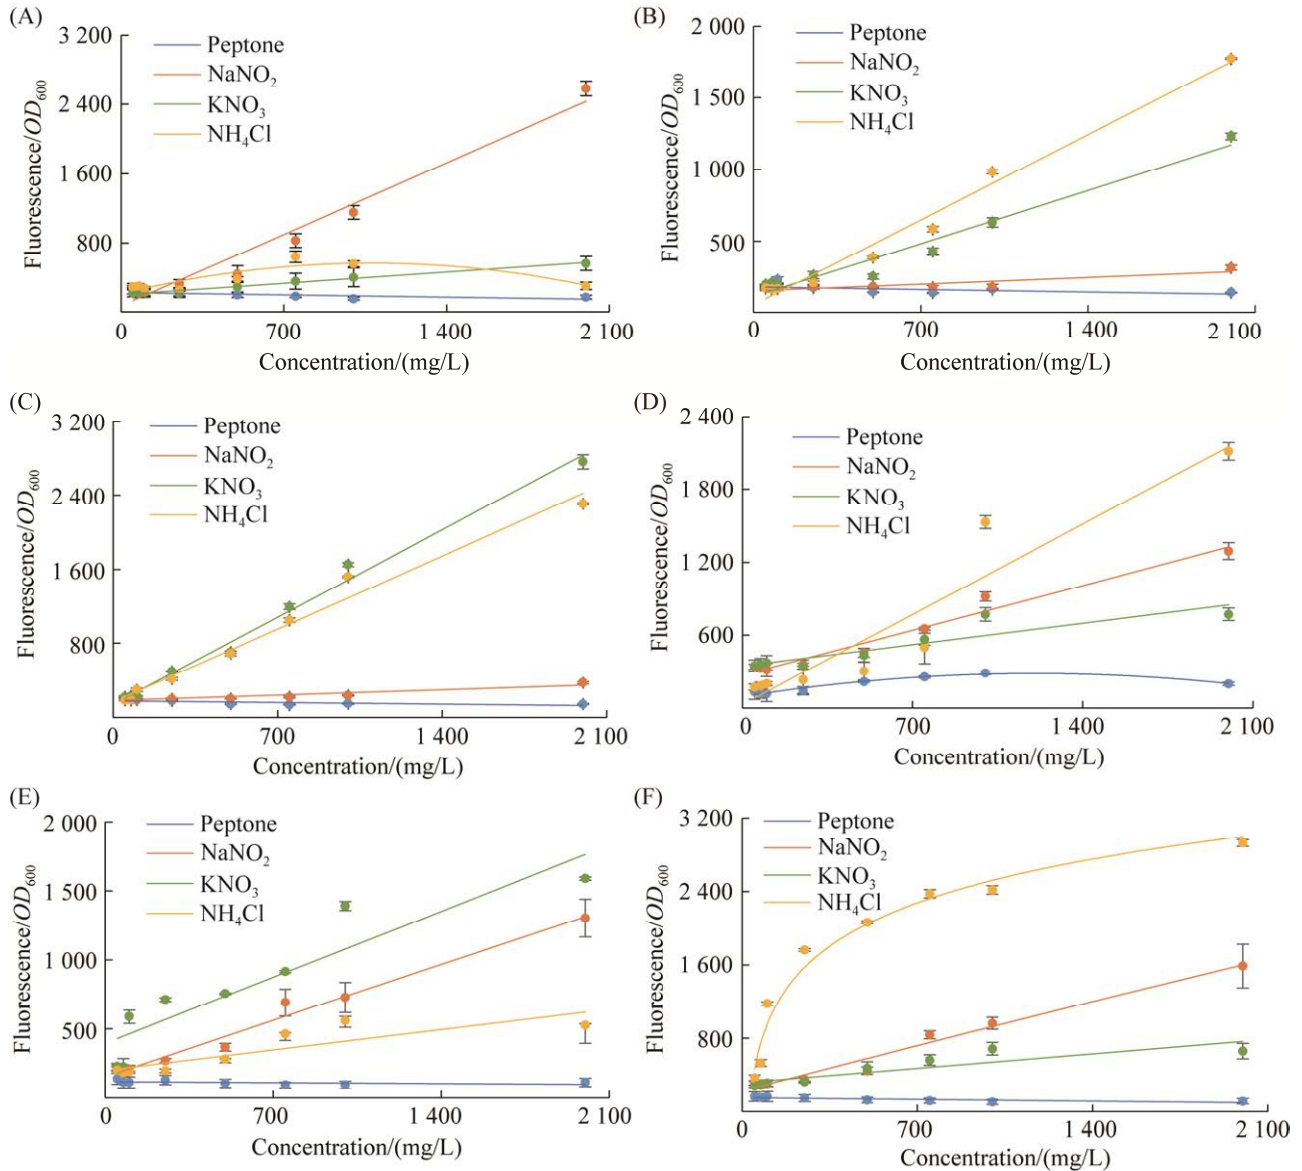 (A)
3 200
2 400
1 600
800
Fluorescence/OD600
Peptone
NaNO2
KNO3
NH4Cl
0 700 1 400 2 100
Concentration/(mg/L)
(B)
2 000
1 500
1 000
500
Fluorescence/OD600
Peptone
NaNO2
KNO3
NH4Cl
0 700 1 400 2 100
Concentration/(mg/L)
(C)
3 200
2 400
1 600
800
Fluorescence/OD600
Peptone
NaNO2
KNO3
NH4Cl
0 700 1 400 2 100
Concentration/(mg/L)
(D)
2 400
1 800
1 200
600
Fluorescence/OD600
Peptone
NaNO2
KNO3
NH4Cl
0 700 1 400 2 100
Concentration/(mg/L)
(E)
2 000
1 500
1 000
500
Fluorescence/OD600
Peptone
NaNO2
KNO3
NH4Cl
0 700 1 400 2 100
Concentration/(mg/L)
(F)
3 200
2 400
1 600
800
Fluorescence/OD600
Peptone
NaNO2
KNO3
NH4Cl
0 700 1 400 2 100
Concentration/(mg/L)